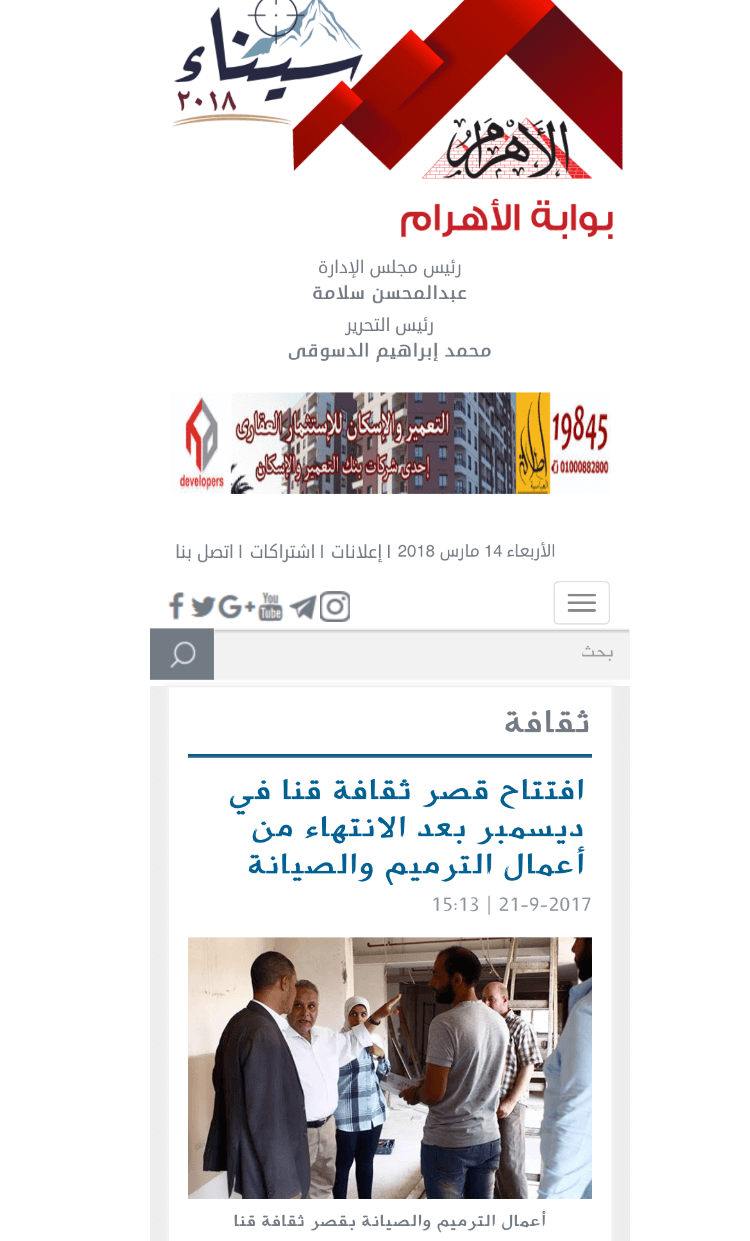 سيناء
٢٠١٨
الأهرام
بوابة الأهرام
رئيس مجلس الإدارة
عبدالمحسن سلامة
رئيس التحرير
محمد إبراهيم الدسوقى
19845
01000882800
التعمير والإسكان للإستثمار العقارى
إحدى شركات بنك التعمير والإسكان
developers
الأربعاء 14 مارس 2018 | إعلانات | اشتراكات | اتصل بنا
You Tube
بحث
ثقافة
افتتاح قصر ثقافة قنا في
ديسمبر بعد الانتهاء من
أعمال الترميم والصيانة
21-9-2017 | 15:13
أعمال الترميم والصيانة بقصر ثقافة قنا